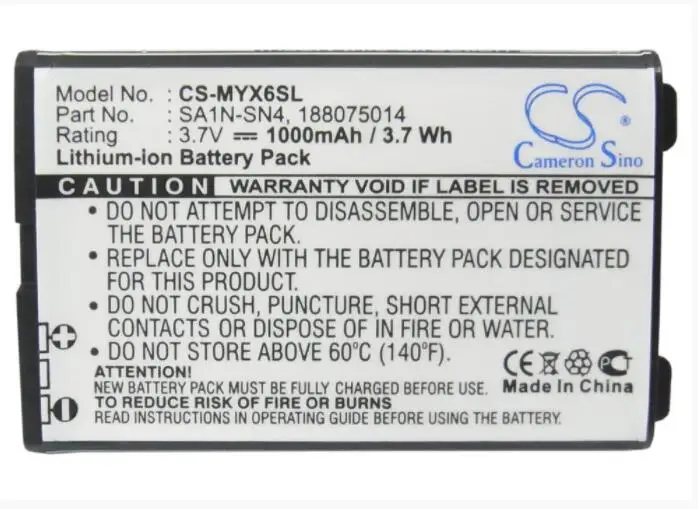 Model No. : CS-MYX6SL
Part No. : SA1N-SN4, 188075014
Rating : 3.7V ⎓ 1000mAh / 3.7 Wh
Lithium-ion Battery Pack
Cameron Sino
®
CAUTION WARRANTY VOID IF LABEL IS REMOVED
• DO NOT ATTEMPT TO DISASSEMBLE, OPEN OR SERVICE
THE BATTERY PACK.
• REPLACE ONLY WITH THE BATTERY PACK DESIGNATED
FOR THIS PRODUCT.
• DO NOT CRUSH, PUNCTURE, SHORT EXTERNAL
CONTACTS OR DISPOSE OF IN FIRE OR WATER.
• DO NOT STORE ABOVE 60°C (140°F).
ATTENTION!
NEW BATTERY PACK MUST BE FULLY CHARGED BEFORE USING.
TO REDUCE RISK OF FIRE OR BURNS
READ INSTRUCTIONS IN OPERATING GUIDE BEFORE USING THE BATTERY.
CE
Made In China
+
-